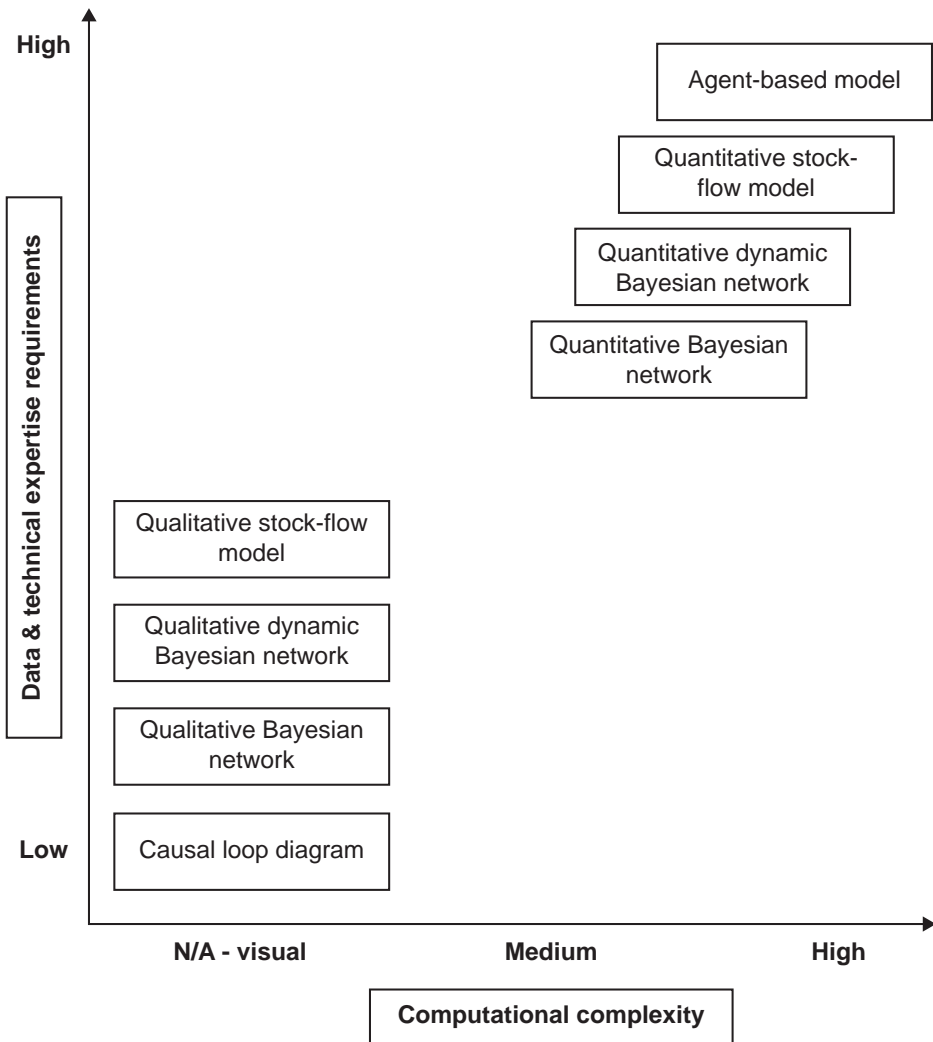 High
Agent-based model
Quantitative stock-
flow model
Quantitative dynamic
Bayesian network
Quantitative Bayesian
network
Data & technical expertise requirements
Qualitative stock-flow
model
Qualitative dynamic
Bayesian network
Qualitative Bayesian
network
Low
Causal loop diagram
N/A - visual
Medium
High
Computational complexity